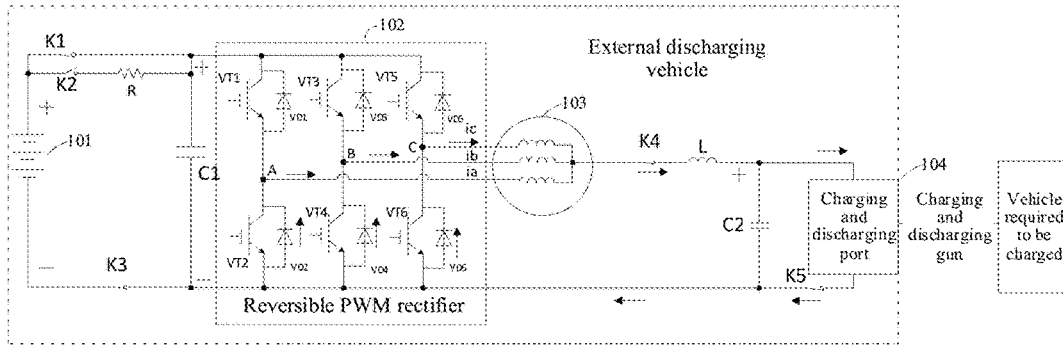 102
External discharging
vehicle
K1
K2
R
+
+
101
C1
VT1
VD1
VT3
VD3
VT5
VD5
A
B
C
ic
ib
ia
103
K4
L
+
104
Charging
and
discharging
port
Charging
and
discharging
gun
Vehicle
required
to be
charged
C2
K5
VT2
VD2
VT4
VD4
VT6
VD6
K3
Reversible PWM rectifier